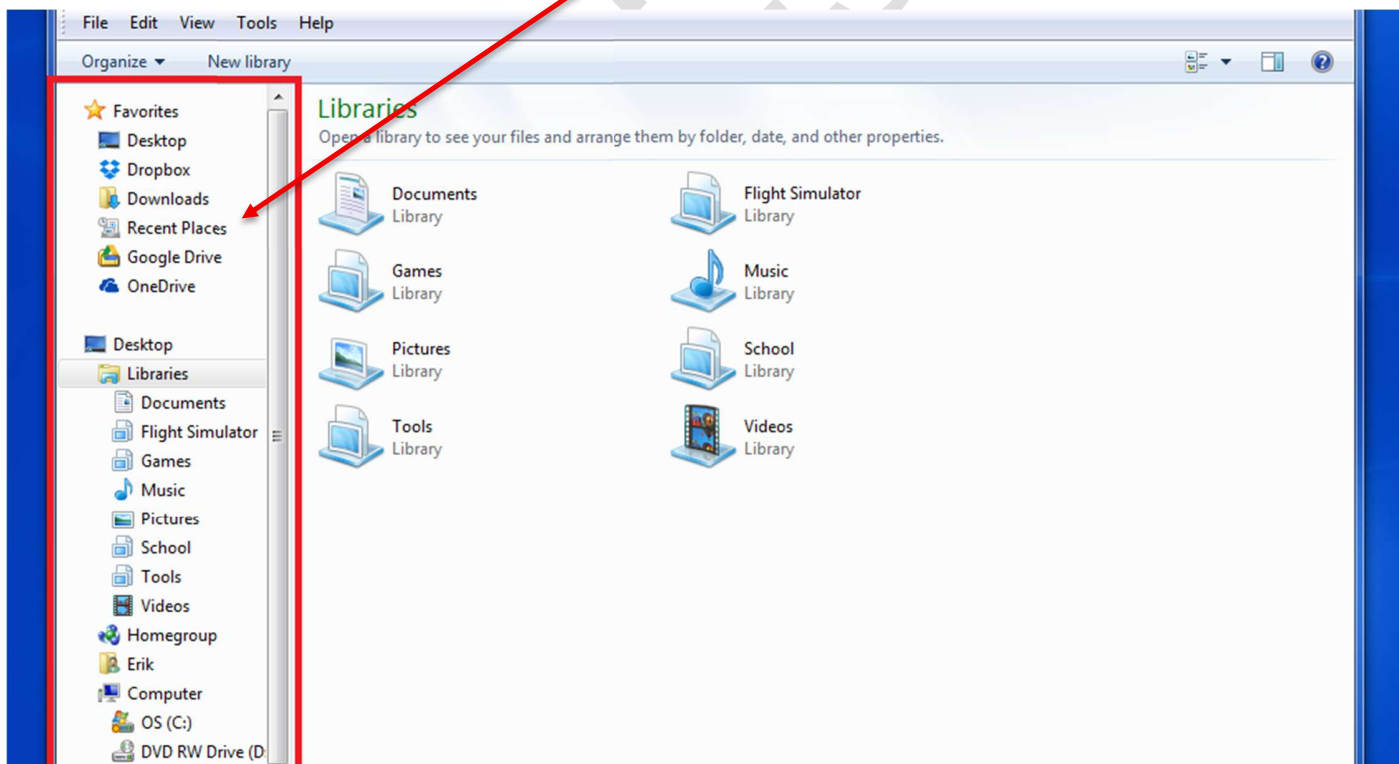 File Edit View Tools Help
Organize New library
Favorites
Desktop
Dropbox
Downloads
Recent Places
Google Drive
OneDrive
Desktop
Libraries
Documents
Flight Simulator
Games
Music
Pictures
School
Tools
Videos
Homegroup
Erik
Computer
OS (C:)
DVD RW Drive (D:
Libraries
Open a library to see your files and arrange them by folder, date, and other properties.
Documents
Library
Flight Simulator
Library
Games
Library
Music
Library
Pictures
Library
School
Library
Tools
Library
Videos
Library